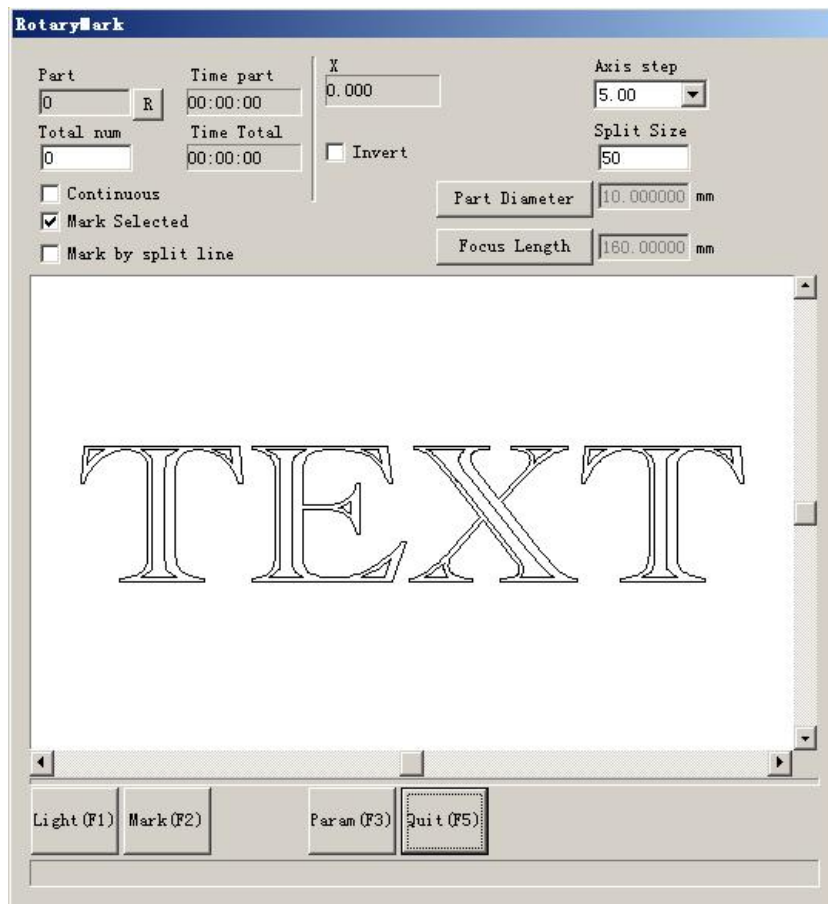 RotaryMark
Part
Time part
X
Axis step
0
R
00:00:00
0.000
5.00
Total num
Time Total
Split Size
0
00:00:00
Invert
50
Continuous
Part Diameter
10.000000 mm
Mark Selected
Mark by split line
Focus Length
160.00000 mm
TEXT
Light(F1)
Mark(F2)
Param(F3)
Quit(F5)